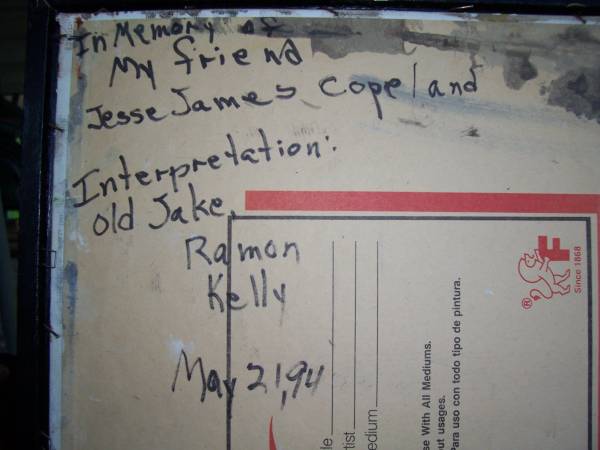 In Memory of
My friend
Jesse James Copeland
Interpretation:
old Jake.
Ramon
Kelly
May 21, 94
F
®
Since 1868
le
tist
edium
se With All Mediums.
ut usages.
Para uso con todo tipo de pintura.